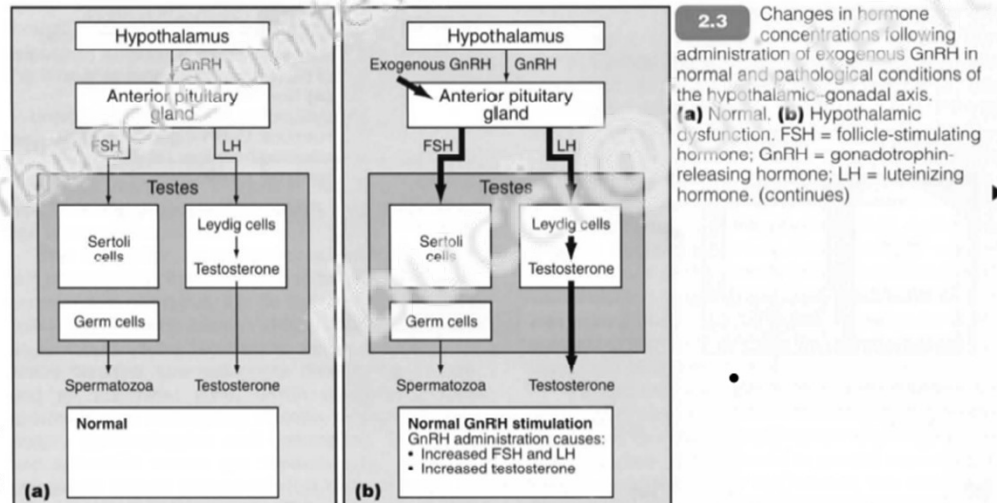 Hypothalamus
GnRH
Anterior pituitary
gland
FSH
LH
Testes
Sertoli
cells
Leydig cells
Testosterone
Germ cells
Spermatozoa
Testosterone
Normal
(a)
Hypothalamus
Exogenous GnRH
GnRH
Anterior pituitary
gland
FSH
LH
Testes
Sertoli
cells
Leydig cells
Testosterone
Germ cells
Spermatozoa
Testosterone
Normal GnRH stimulation
GnRH administration causes:
• Increased FSH and LH
• Increased testosterone
(b)
2.3 Changes in hormone
concentrations following
administration of exogenous GnRH in
normal and pathological conditions of
the hypothalamic–gonadal axis.
(a) Normal. (b) Hypothalamic
dysfunction. FSH = follicle-stimulating
hormone; GnRH = gonadotrophin-
releasing hormone; LH = luteinizing
hormone. (continues)